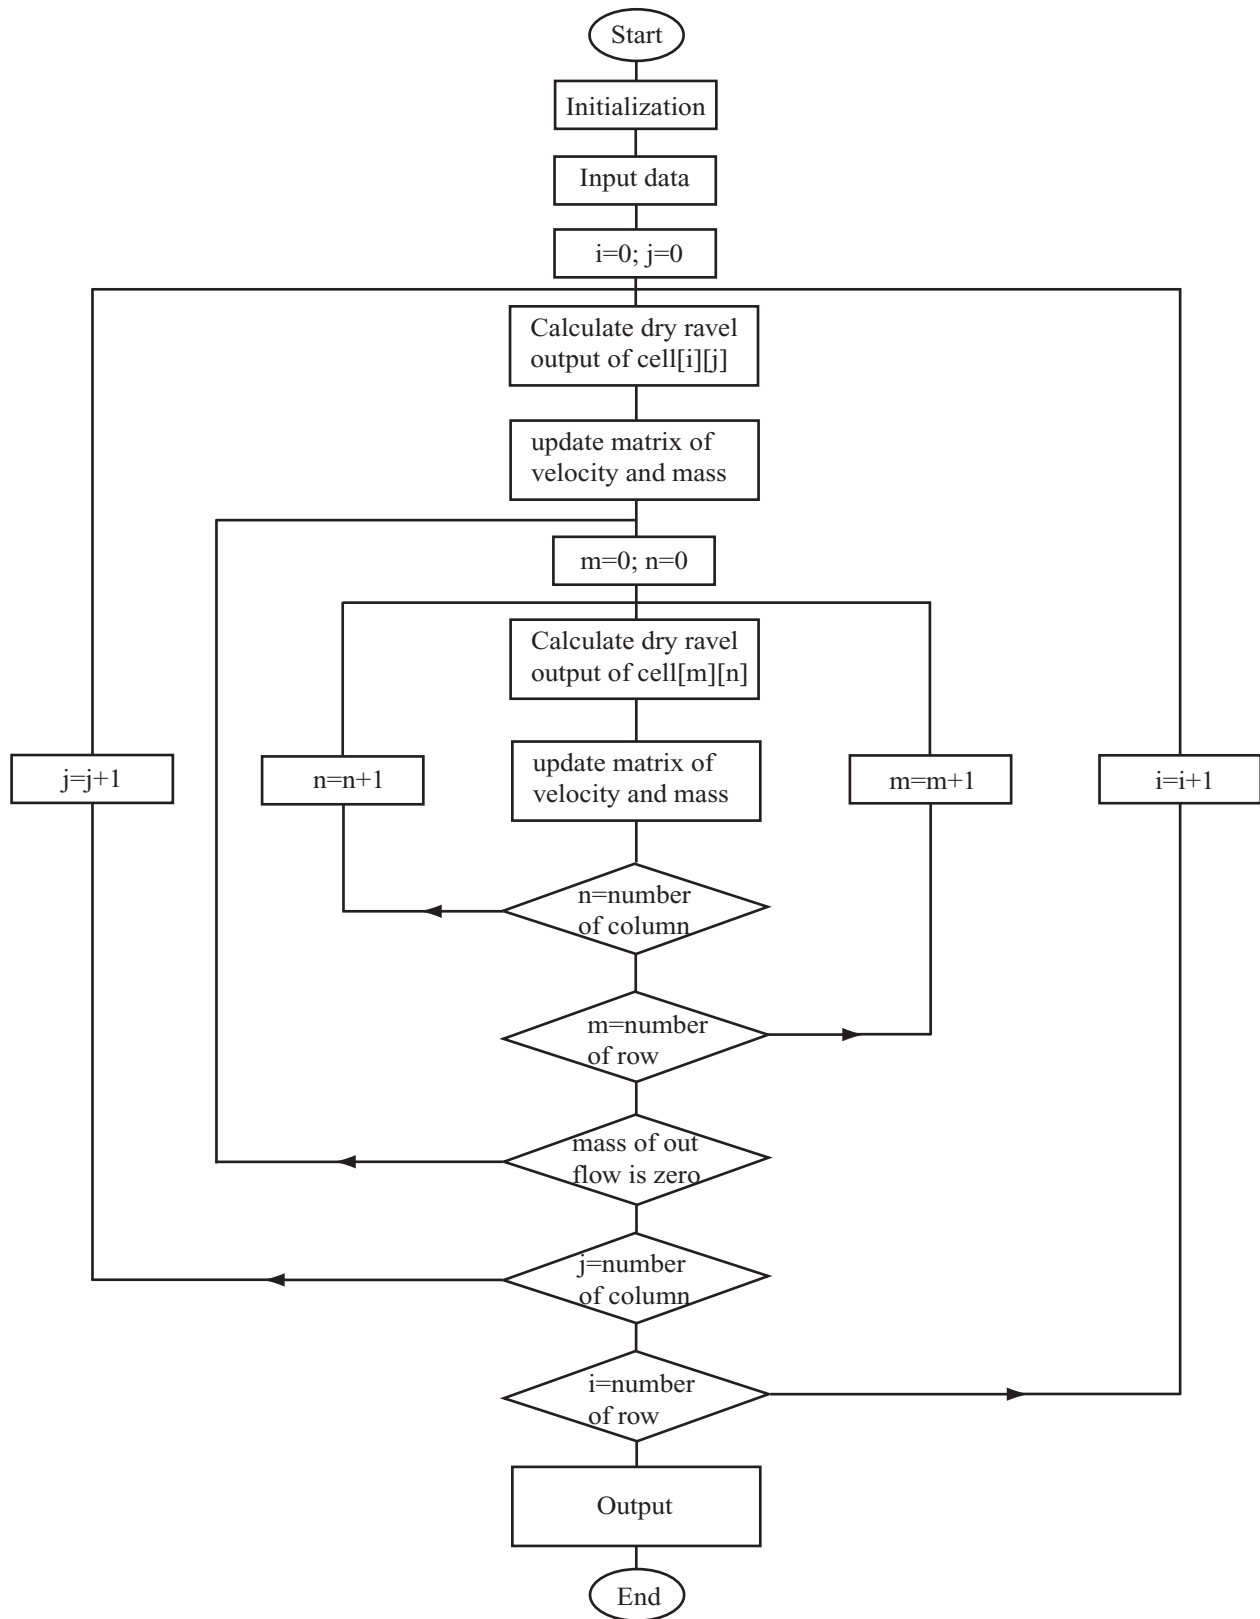 Start
Initialization
Input data
i=0; j=0
Calculate dry ravel
output of cell[i][j]
update matrix of
velocity and mass
m=0; n=0
Calculate dry ravel
output of cell[m][n]
j=j+1
n=n+1
update matrix of
velocity and mass
m=m+1
i=i+1
n=number
of column
m=number
of row
mass of out
flow is zero
j=number
of column
i=number
of row
Output
End